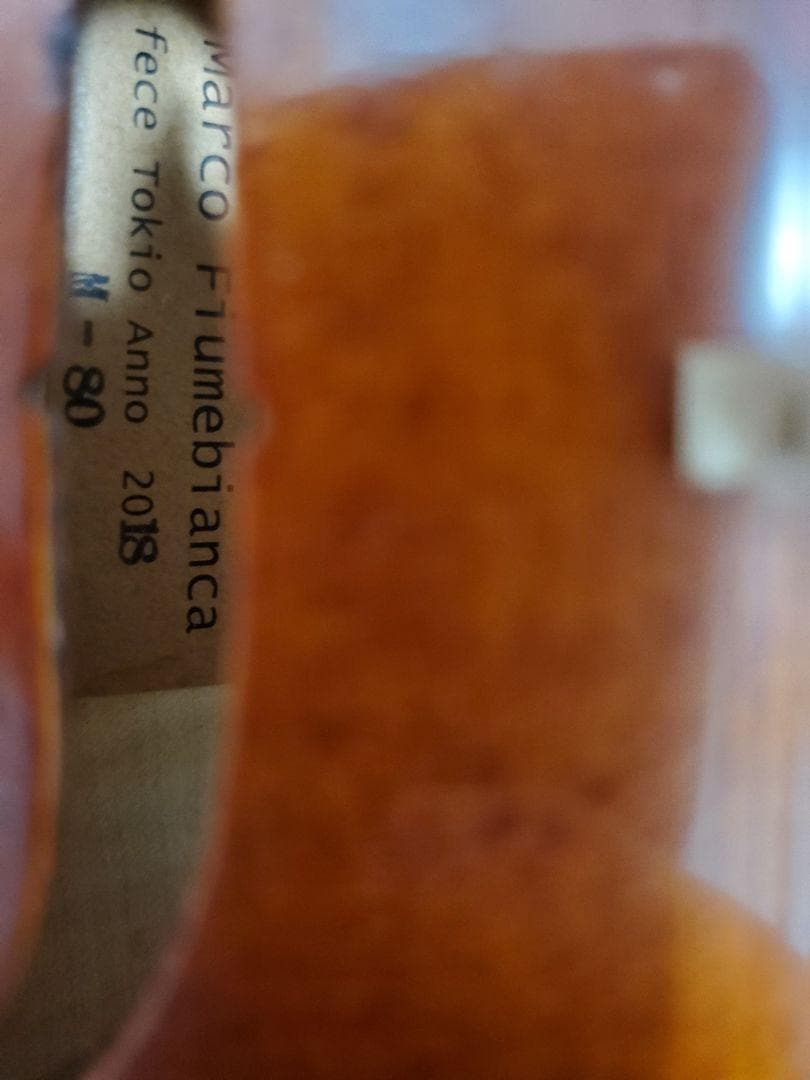 Marco Fiumebianca
fece Tokio Anno 2018
M-80